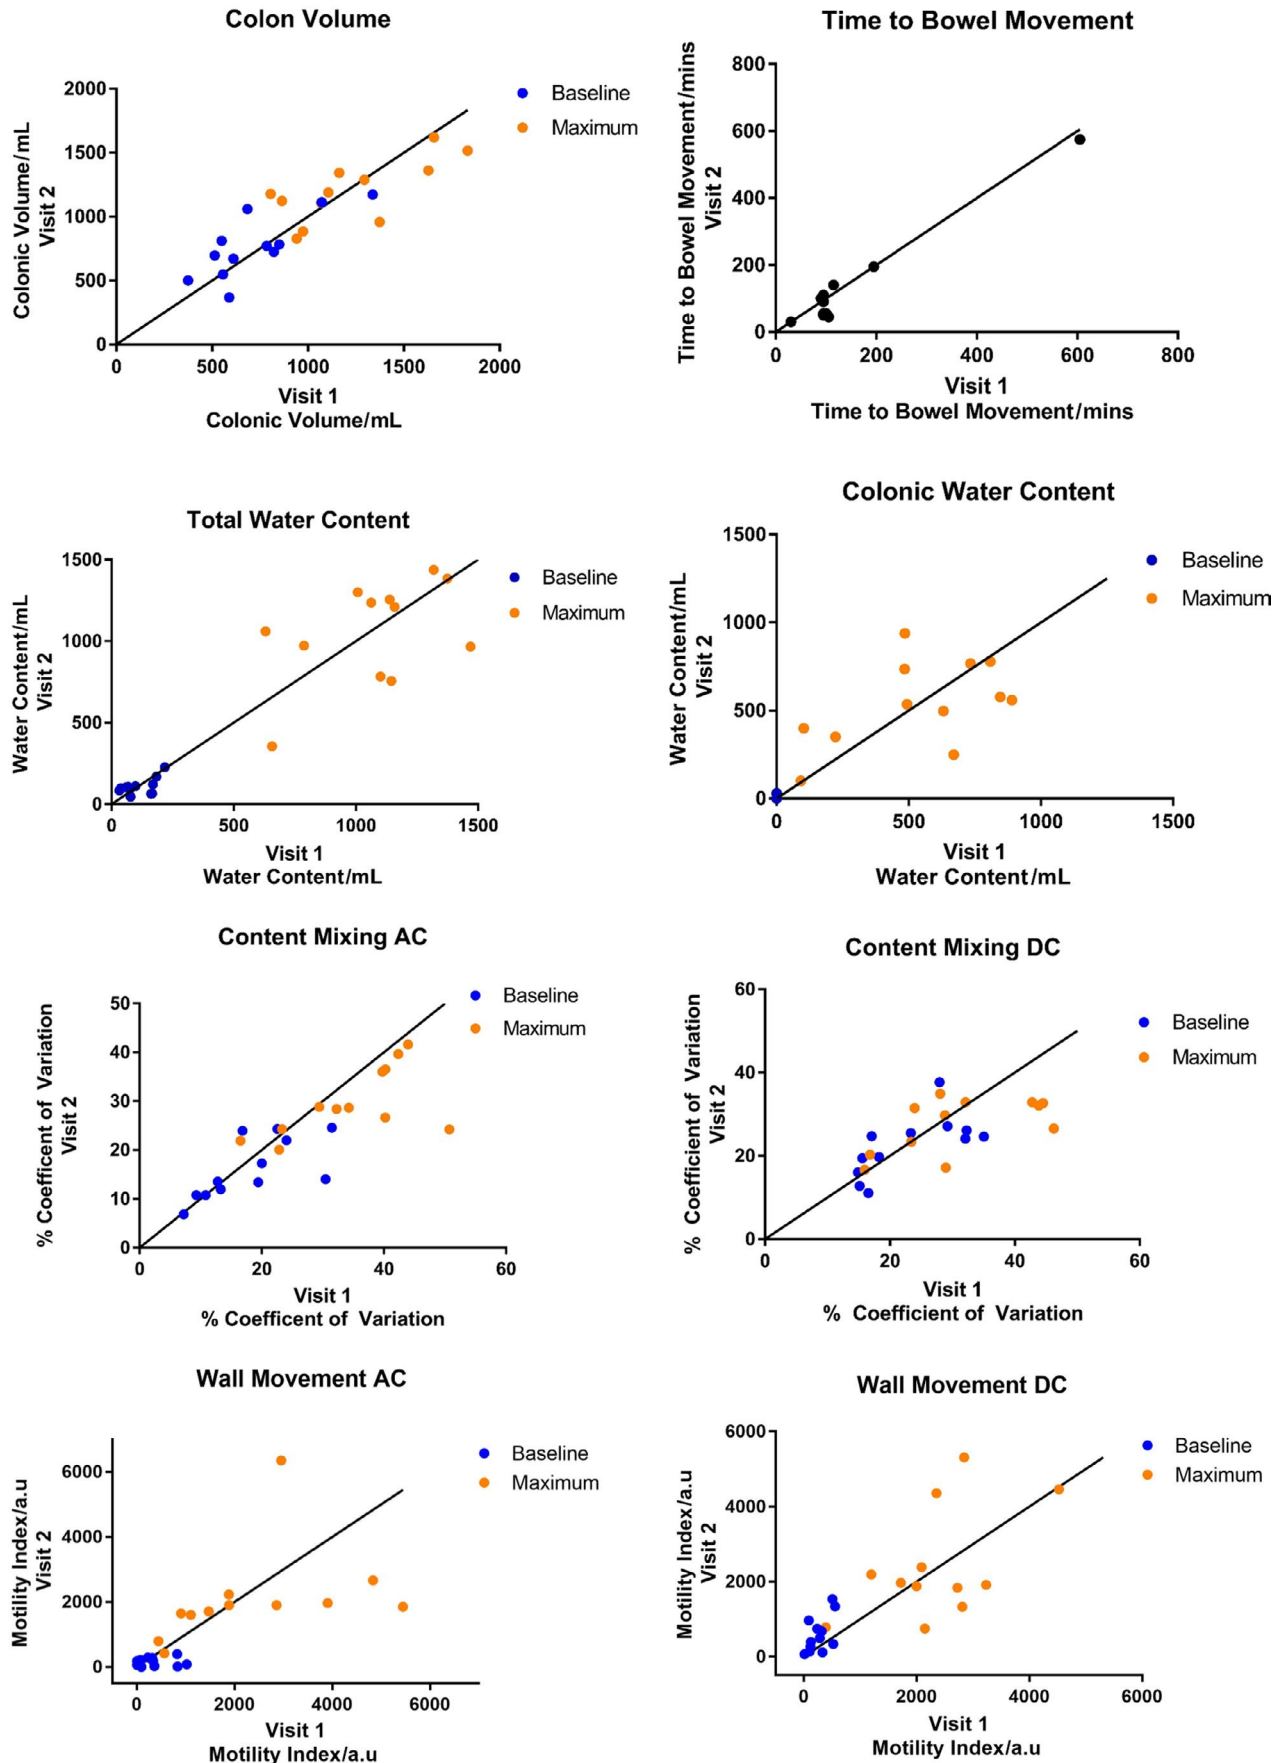 Colon Volume
Colonic Volume/mL
Visit 2
2000
1500
1000
500
0
0 500 1000 1500 2000
Visit 1
Colonic Volume/mL
Baseline
Maximum
Time to Bowel Movement
Time to Bowel Movement/mins
Visit 2
800
600
400
200
0
0 200 400 600 800
Visit 1
Time to Bowel Movement/mins
Total Water Content
Water Content/mL
Visit 2
1500
1000
500
0
0 500 1000 1500
Visit 1
Water Content/mL
Baseline
Maximum
Colonic Water Content
Water Content/mL
Visit 2
1500
1000
500
0
0 500 1000 1500
Visit 1
Water Content/mL
Baseline
Maximum
Content Mixing AC
% Coefficent of Variation
Visit 2
50
40
30
20
10
0
0 20 40 60
Visit 1
% Coefficent of Variation
Baseline
Maximum
Content Mixing DC
% Coefficent of Variation
Visit 2
60
40
20
0
0 20 40 60
Visit 1
% Coefficient of Variation
Baseline
Maximum
Wall Movement AC
Motility Index/a.u
Visit 2
6000
4000
2000
0
0 2000 4000 6000
Visit 1
Motility Index/a.u
Baseline
Maximum
Wall Movement DC
Motility Index/a.u
Visit 2
6000
4000
2000
0
0 2000 4000 6000
Visit 1
Motility Index/a.u
Baseline
Maximum